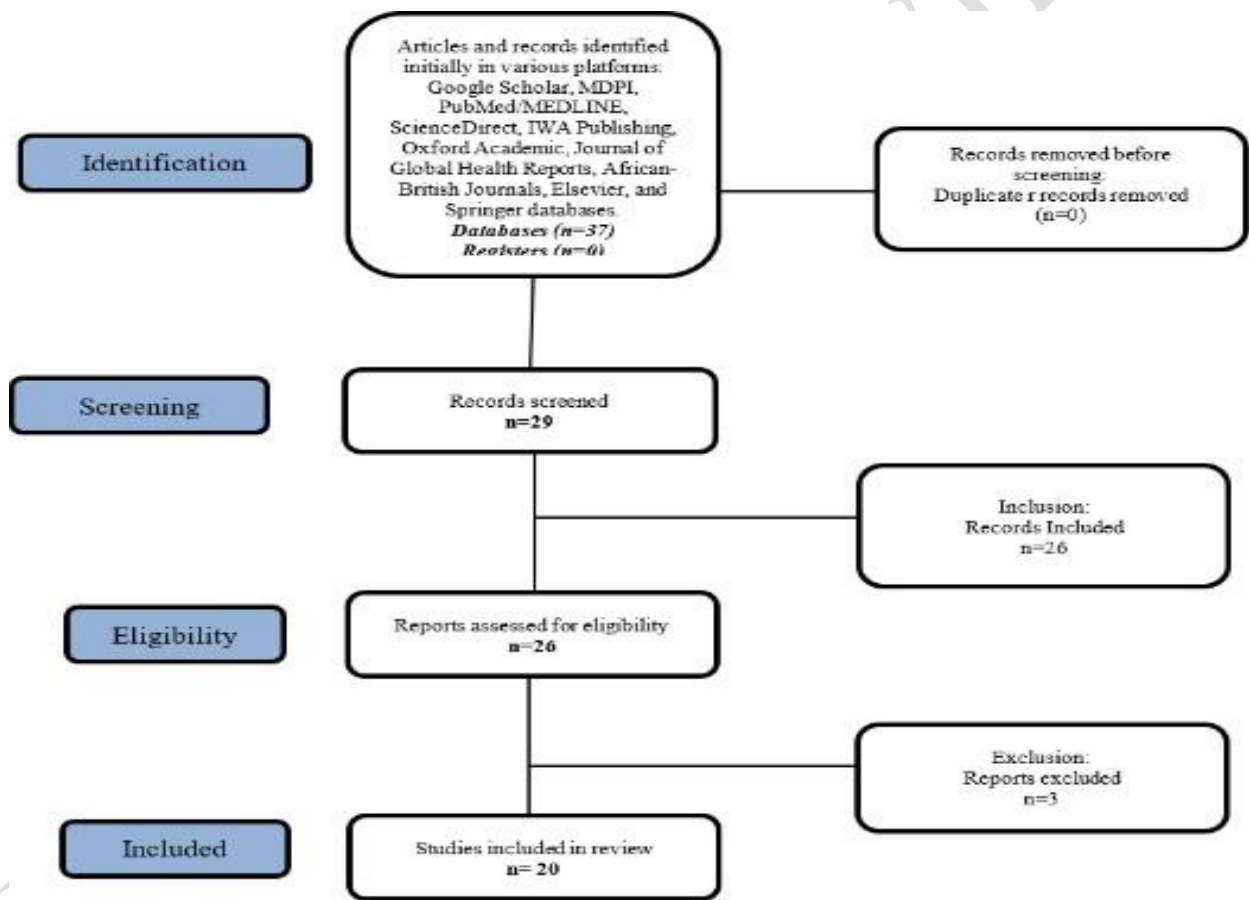 Articles and records identified
initially in various platforms:
Google Scholar, MDPI,
PubMed/MEDLINE,
ScienceDirect, IWA Publishing,
Oxford Academic, Journal of
Global Health Reports, African-
British Journals, Elsevier, and
Springer databases.
Databases (n=37)
Registers (n=0)
Identification
Records removed before
screening:
Duplicate r records removed
(n=0)
Screening
Records screened
n=29
Inclusion:
Records Included
n=26
Eligibility
Reports assessed for eligibility
n=26
Exclusion:
Reports excluded
n=3
Included
Studies included in review
n= 20